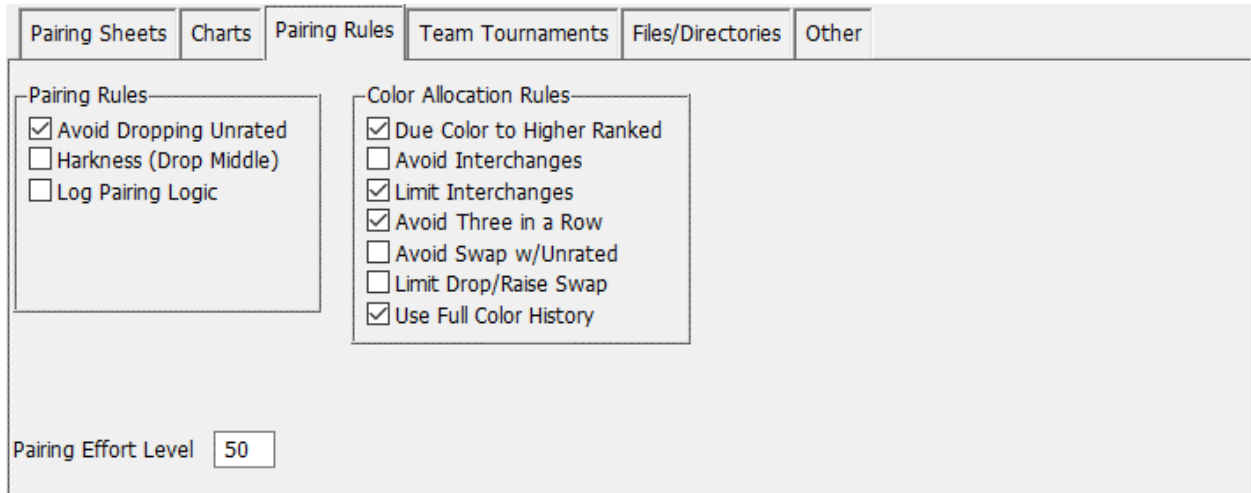 Pairing Sheets Charts Pairing Rules Team Tournaments Files/Directories Other
Pairing Rules
Avoid Dropping Unrated
Harkness (Drop Middle)
Log Pairing Logic
Color Allocation Rules
Due Color to Higher Ranked
Avoid Interchanges
Limit Interchanges
Avoid Three in a Row
Avoid Swap w/Unrated
Limit Drop/Raise Swap
Use Full Color History
Pairing Effort Level 50